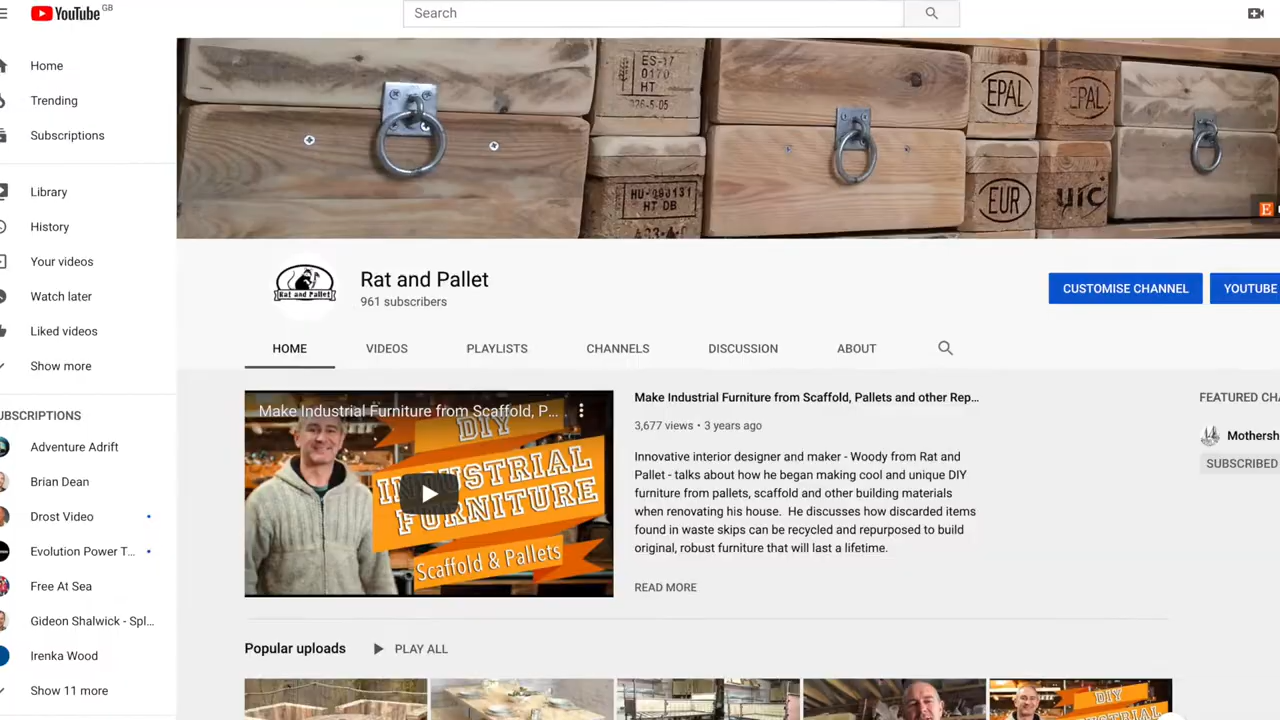 YouTube GB
Search
Home
Trending
Subscriptions
Library
History
Your videos
Watch later
Liked videos
Show more
UBSCRIPTIONS
Adventure Adrift
Brian Dean
Drost Video
Evolution Power T...
Free At Sea
Gideon Shalwick - Spl...
Irenka Wood
Show 11 more
ES-17
0170
HT
EPAL
EPAL
HU-090131
HT DB
EUR
uic
E
Rat and Pallet
Rat and Pallet
961 subscribers
CUSTOMISE CHANNEL
YOUTUBE
HOME
VIDEOS
PLAYLISTS
CHANNELS
DISCUSSION
ABOUT
Make Industrial Furniture from Scaffold, P...
DIY
INDUSTRIAL
FURNITURE
Scaffold & Pallets
Make Industrial Furniture from Scaffold, Pallets and other Rep...
3,677 views • 3 years ago
Innovative interior designer and maker - Woody from Rat and
Pallet - talks about how he began making cool and unique DIY
furniture from pallets, scaffold and other building materials
when renovating his house. He discusses how discarded items
found in waste skips can be recycled and repurposed to build
original, robust furniture that will last a lifetime.
READ MORE
FEATURED CHA
Mothersh
SUBSCRIBED
Popular uploads
PLAY ALL
DIY